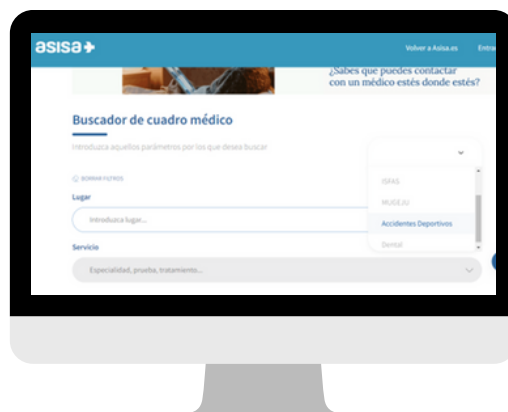 asisa+
Volver a Asisa.es
¿Sabes que puedes contactar
con un médico estés donde estés?
Buscador de cuadro médico
Introduzca aquellos parámetros por los que desea buscar
BORRAR FILTROS
ISFAS
MUGEJU
Accidentes Deportivos
Dental
Lugar
Introduzca lugar...
Servicio
Especialidad, prueba, tratamiento...